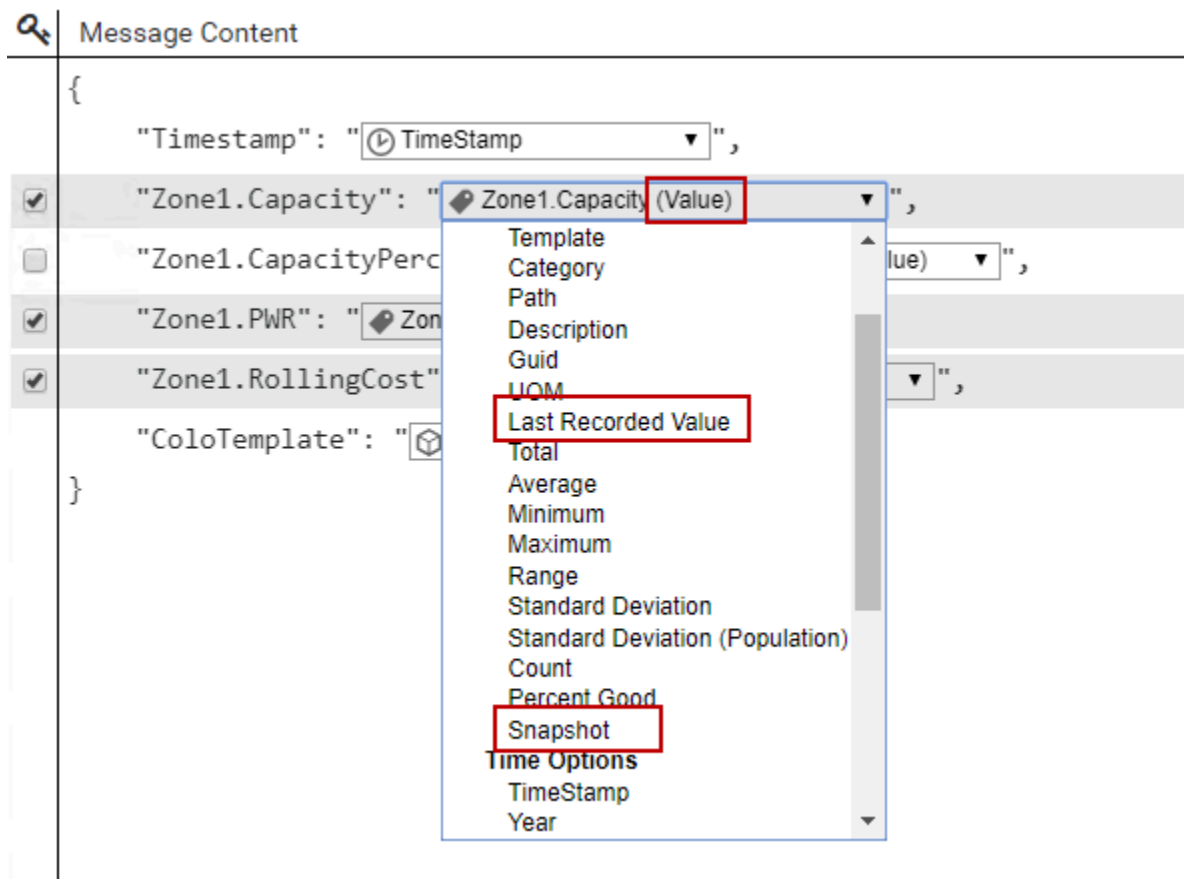 Message Content
{
"Timestamp": "TimeStamp",
"Zone1.Capacity": "Zone1.Capacity (Value)",
Template
"Zone1.CapacityPerc lue)",
Category
Path
"Zone1.PWR": "Zon
Description
Guid
"Zone1.RollingCost" ",
UOM
Last Recorded Value
"ColoTemplate": "
Total
Average
}
Minimum
Maximum
Range
Standard Deviation
Standard Deviation (Population)
Count
Percent Good
Snapshot
Time Options
TimeStamp
Year